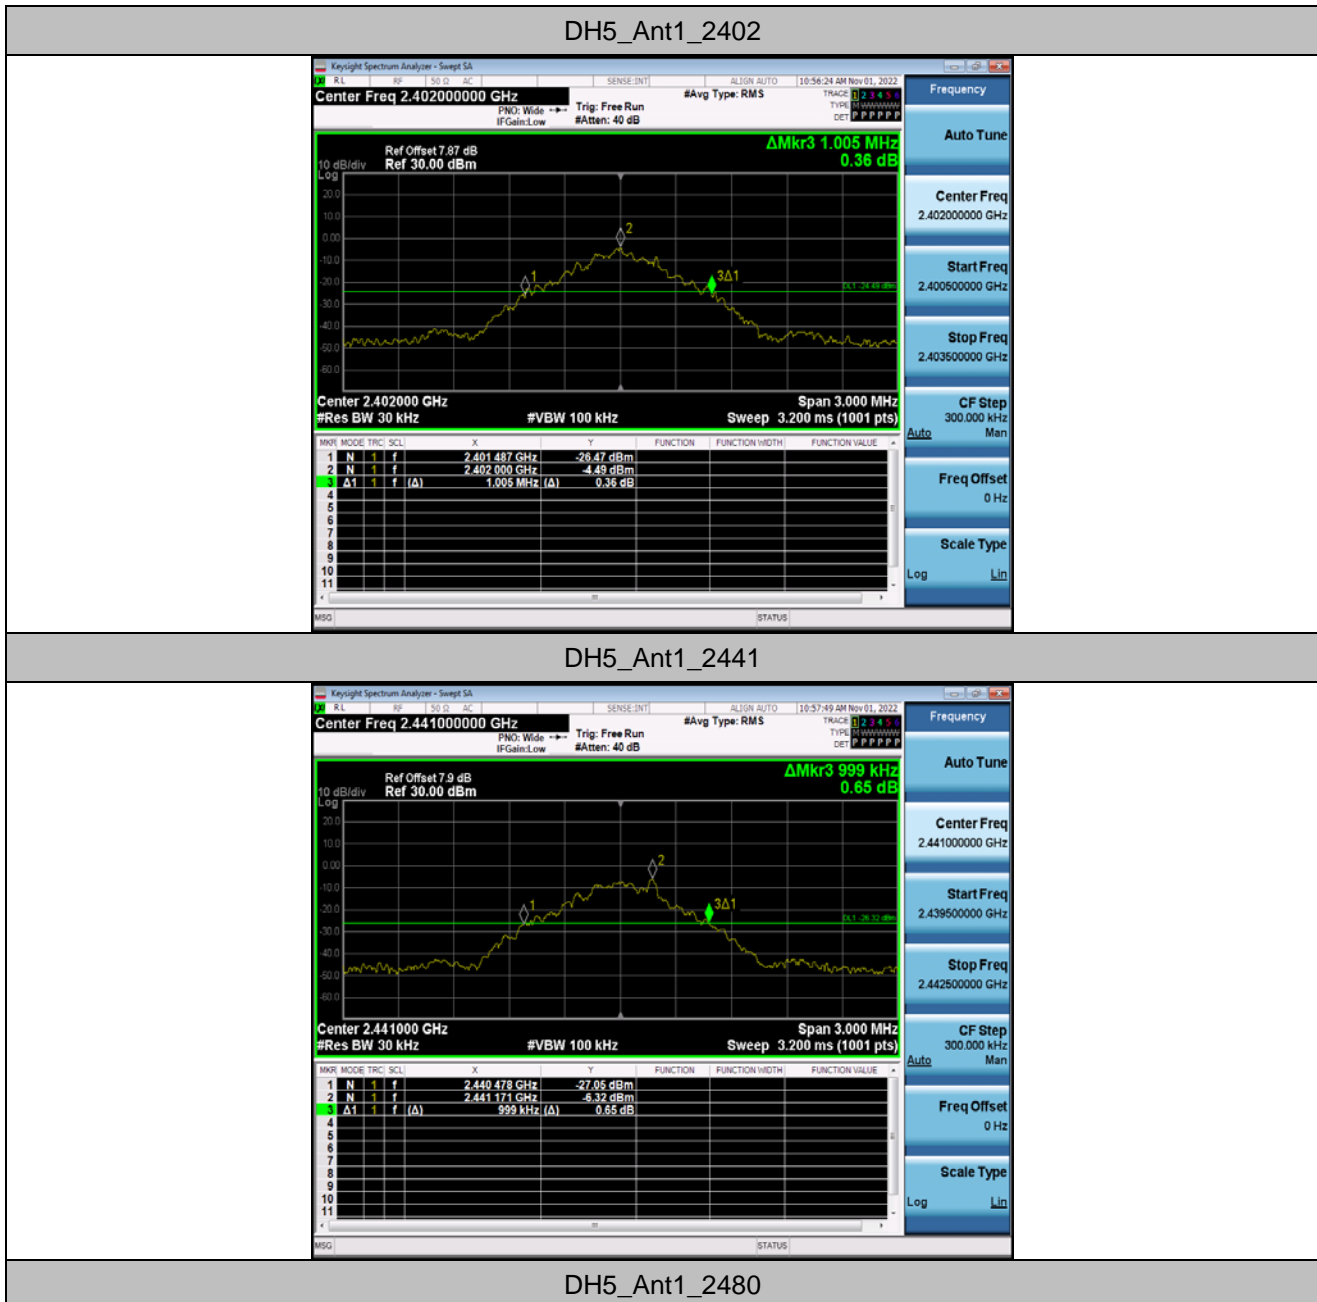 DH5_Ant1_2402
Keysight Spectrum Analyzer - Swept SA
RL RF 50 Ω AC SENSE:INT ALIGN AUTO 10:56:24 AM Nov 01, 2022
Center Freq 2.402000000 GHz #Avg Type: RMS TRACE 1 2 3 4 5 6
PNO: Wide Trig: Free Run TYPE M WWWWW
IFGain:Low #Atten: 40 dB DET P P P P P P
Frequency
Auto Tune
ΔMkr3 1.005 MHz
0.36 dB
Ref Offset 7.87 dB
10 dB/div Ref 30.00 dBm
Log
20.0
10.0
0.00
-10.0
-20.0
-30.0
-40.0
-50.0
-60.0
1
2
3Δ1
DL1 -24.49 dBm
Center 2.402000 GHz Span 3.000 MHz
#Res BW 30 kHz #VBW 100 kHz Sweep 3.200 ms (1001 pts)
MKR MODE TRC SCL X Y FUNCTION FUNCTION WIDTH FUNCTION VALUE
1 N 1 f 2.401 487 GHz -26.47 dBm
2 N 1 f 2.402 000 GHz -4.49 dBm
3 Δ1 1 f (Δ) 1.005 MHz (Δ) 0.36 dB
4
5
6
7
8
9
10
11
MSG STATUS
Center Freq
2.402000000 GHz
Start Freq
2.400500000 GHz
Stop Freq
2.403500000 GHz
CF Step
300.000 kHz
Auto Man
Freq Offset
0 Hz
Scale Type
Log Lin
DH5_Ant1_2441
Keysight Spectrum Analyzer - Swept SA
RL RF 50 Ω AC SENSE:INT ALIGN AUTO 10:57:49 AM Nov 01, 2022
Center Freq 2.441000000 GHz #Avg Type: RMS TRACE 1 2 3 4 5 6
PNO: Wide Trig: Free Run TYPE M WWWWW
IFGain:Low #Atten: 40 dB DET P P P P P P
Frequency
Auto Tune
ΔMkr3 999 kHz
0.65 dB
Ref Offset 7.9 dB
10 dB/div Ref 30.00 dBm
Log
20.0
10.0
0.00
-10.0
-20.0
-30.0
-40.0
-50.0
-60.0
1
2
3Δ1
DL1 -26.32 dBm
Center 2.441000 GHz Span 3.000 MHz
#Res BW 30 kHz #VBW 100 kHz Sweep 3.200 ms (1001 pts)
MKR MODE TRC SCL X Y FUNCTION FUNCTION WIDTH FUNCTION VALUE
1 N 1 f 2.440 478 GHz -27.05 dBm
2 N 1 f 2.441 171 GHz -6.32 dBm
3 Δ1 1 f (Δ) 999 kHz (Δ) 0.65 dB
4
5
6
7
8
9
10
11
MSG STATUS
Center Freq
2.441000000 GHz
Start Freq
2.439500000 GHz
Stop Freq
2.442500000 GHz
CF Step
300.000 kHz
Auto Man
Freq Offset
0 Hz
Scale Type
Log Lin
DH5_Ant1_2480